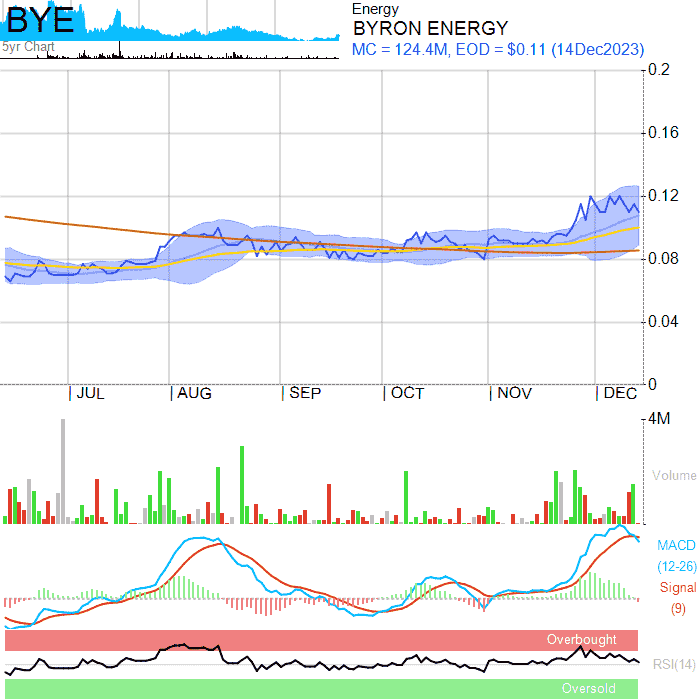 BYE
5yr Chart
Energy
BYRON ENERGY
MC = 124.4M, EOD = $0.11 (14Dec2023)
0.2
0.16
0.12
0.08
0.04
0
JUL AUG SEP OCT NOV DEC
4M
Volume
MACD
(12-26)
Signal
(9)
Overbought
RSI(14)
Oversold